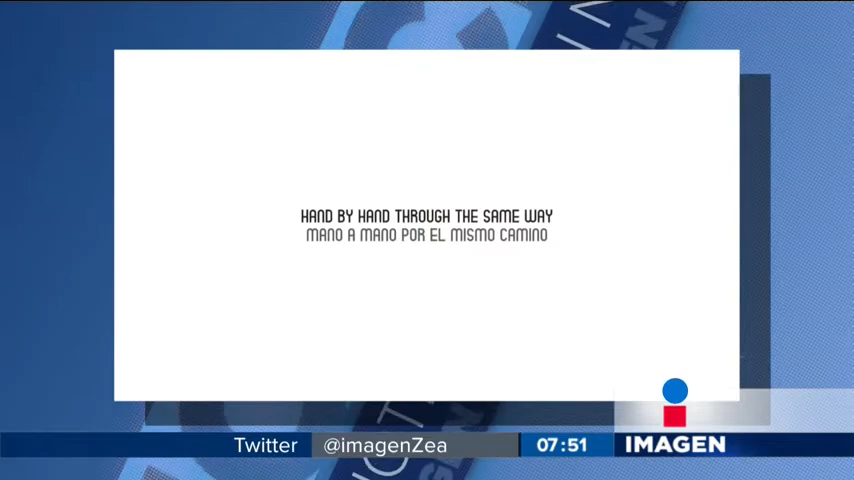 HAND BY HAND THROUGH THE SAME WAY
MANO A MANO POR EL MISMO CAMINO
Twitter
@imagenZea
07:51
IMAGEN